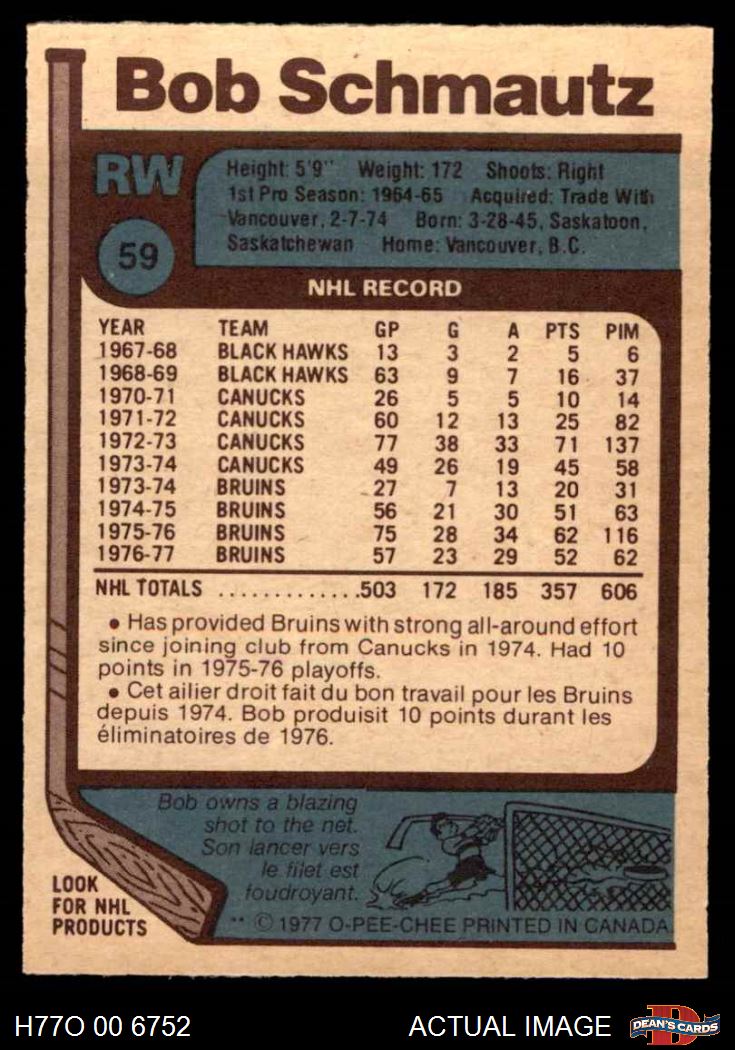 Bob Schmautz
RW
59
Height: 5'9" Weight: 172 Shoots: Right
1st Pro Season: 1964-65 Acquired: Trade With
Vancouver, 2-7-74 Born: 3-28-45, Saskatoon,
Saskatchewan Home: Vancouver, B.C.
NHL RECORD
YEAR TEAM GP G A PTS PIM
1967-68 BLACK HAWKS 13 3 2 5 6
1968-69 BLACK HAWKS 63 9 7 16 37
1970-71 CANUCKS 26 5 5 10 14
1971-72 CANUCKS 60 12 13 25 82
1972-73 CANUCKS 77 38 33 71 137
1973-74 CANUCKS 49 26 19 45 58
1973-74 BRUINS 27 7 13 20 31
1974-75 BRUINS 56 21 30 51 63
1975-76 BRUINS 75 28 34 62 116
1976-77 BRUINS 57 23 29 52 62
NHL TOTALS .............503 172 185 357 606
• Has provided Bruins with strong all-around effort
since joining club from Canucks in 1974. Had 10
points in 1975-76 playoffs.
• Cet ailier droit fait du bon travail pour les Bruins
depuis 1974. Bob produisit 10 points durant les
éliminatoires de 1976.
Bob owns a blazing
shot to the net.
Son lancer vers
le filet est
foudroyant.
LOOK
FOR NHL
PRODUCTS
** © 1977 O-PEE-CHEE PRINTED IN CANADA
H77O 00 6752
ACTUAL IMAGE
D
DEAN'S CARDS